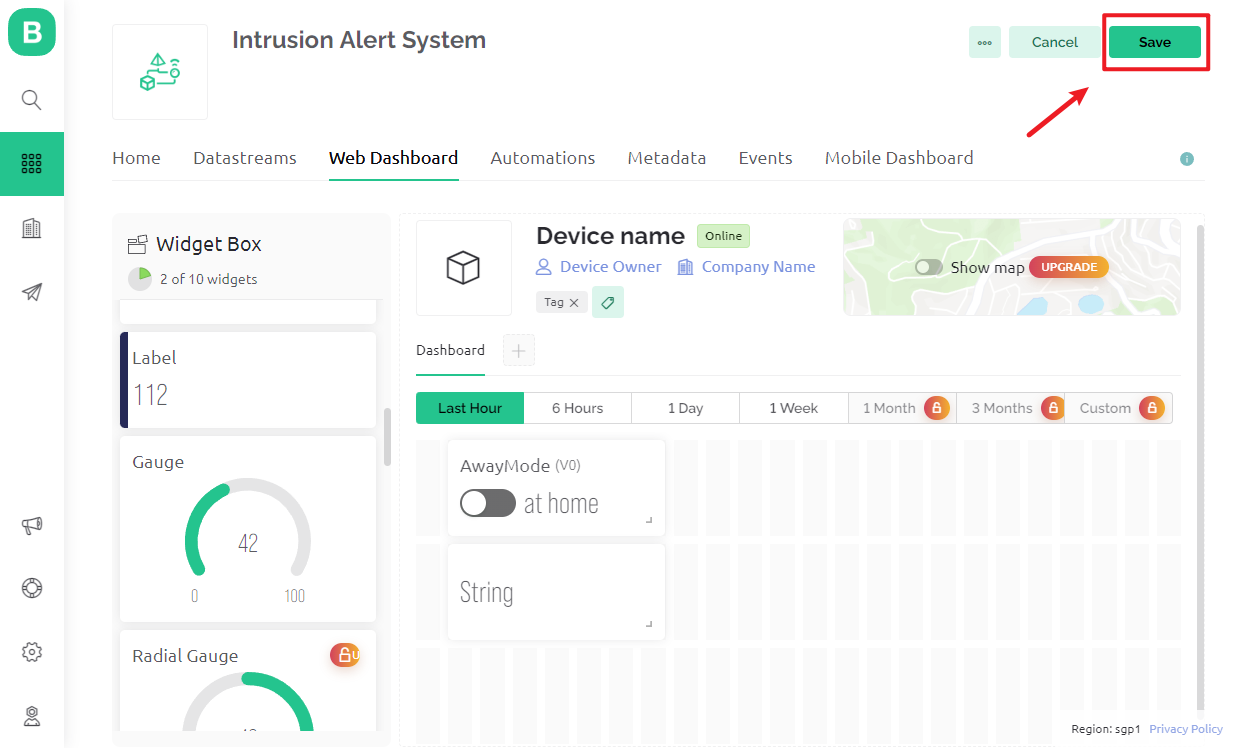 B
Intrusion Alert System
Cancel
Save
Home
Datastreams
Web Dashboard
Automations
Metadata
Events
Mobile Dashboard
Widget Box
2 of 10 widgets
Label
112
Gauge
42
0
100
Radial Gauge
U
Device name
Online
Device Owner
Company Name
Tag
Show map
UPGRADE
Dashboard
Last Hour
6 Hours
1 Day
1 Week
1 Month
3 Months
Custom
AwayMode (V0)
at home
String
Region: sgp1
Privacy Policy